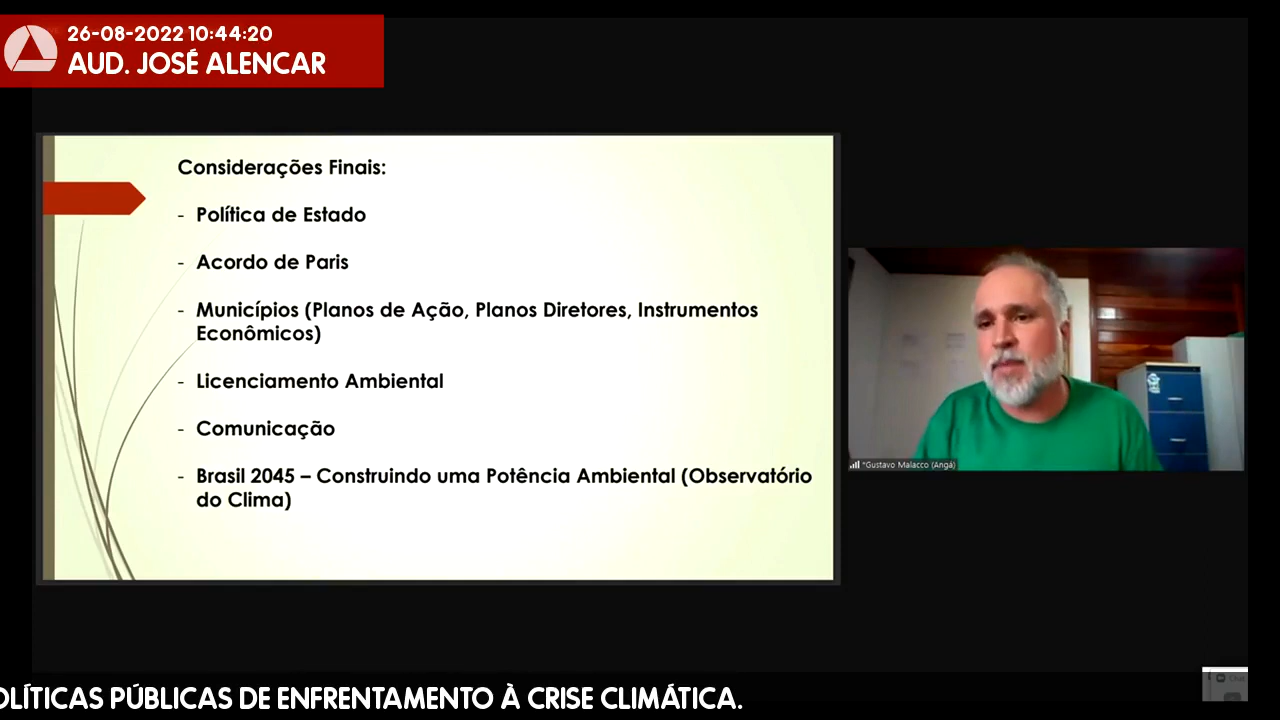 26-08-2022 10:44:20
AUD. JOSÉ ALENCAR
Considerações Finais:
- Política de Estado
- Acordo de Paris
- Municípios (Planos de Ação, Planos Diretores, Instrumentos
Econômicos)
- Licenciamento Ambiental
- Comunicação
- Brasil 2045 – Construindo uma Potência Ambiental (Observatório
do Clima)
*Gustavo Malacco (Angá)
Chat
OLÍTICAS PÚBLICAS DE ENFRENTAMENTO À CRISE CLIMÁTICA.